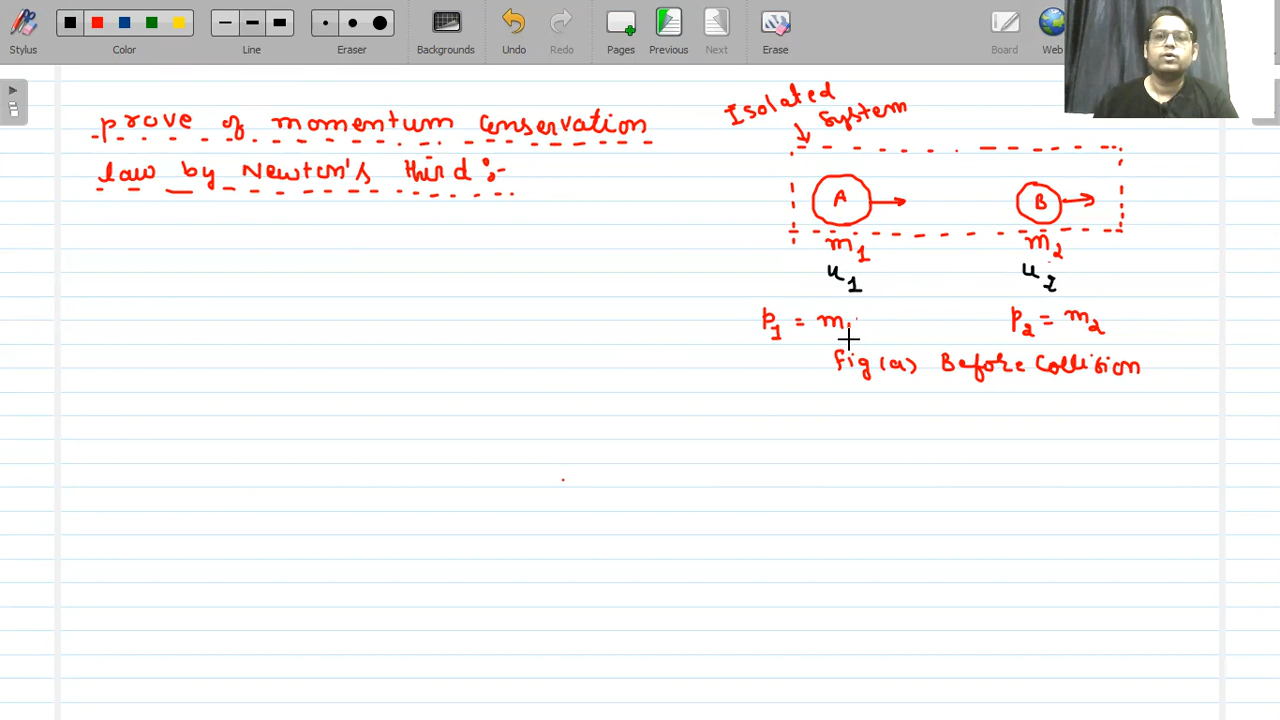 Stylus
Color
Line
Eraser
Backgrounds
Undo
Redo
Pages
Previous
Next
Erase
Board
Web
prove of momentum conservation
law by Newton's third :-
Isolated
System
A
B
m1
m2
u1
u2
p1 = m1
p2 = m2
fig(a) Before Collision